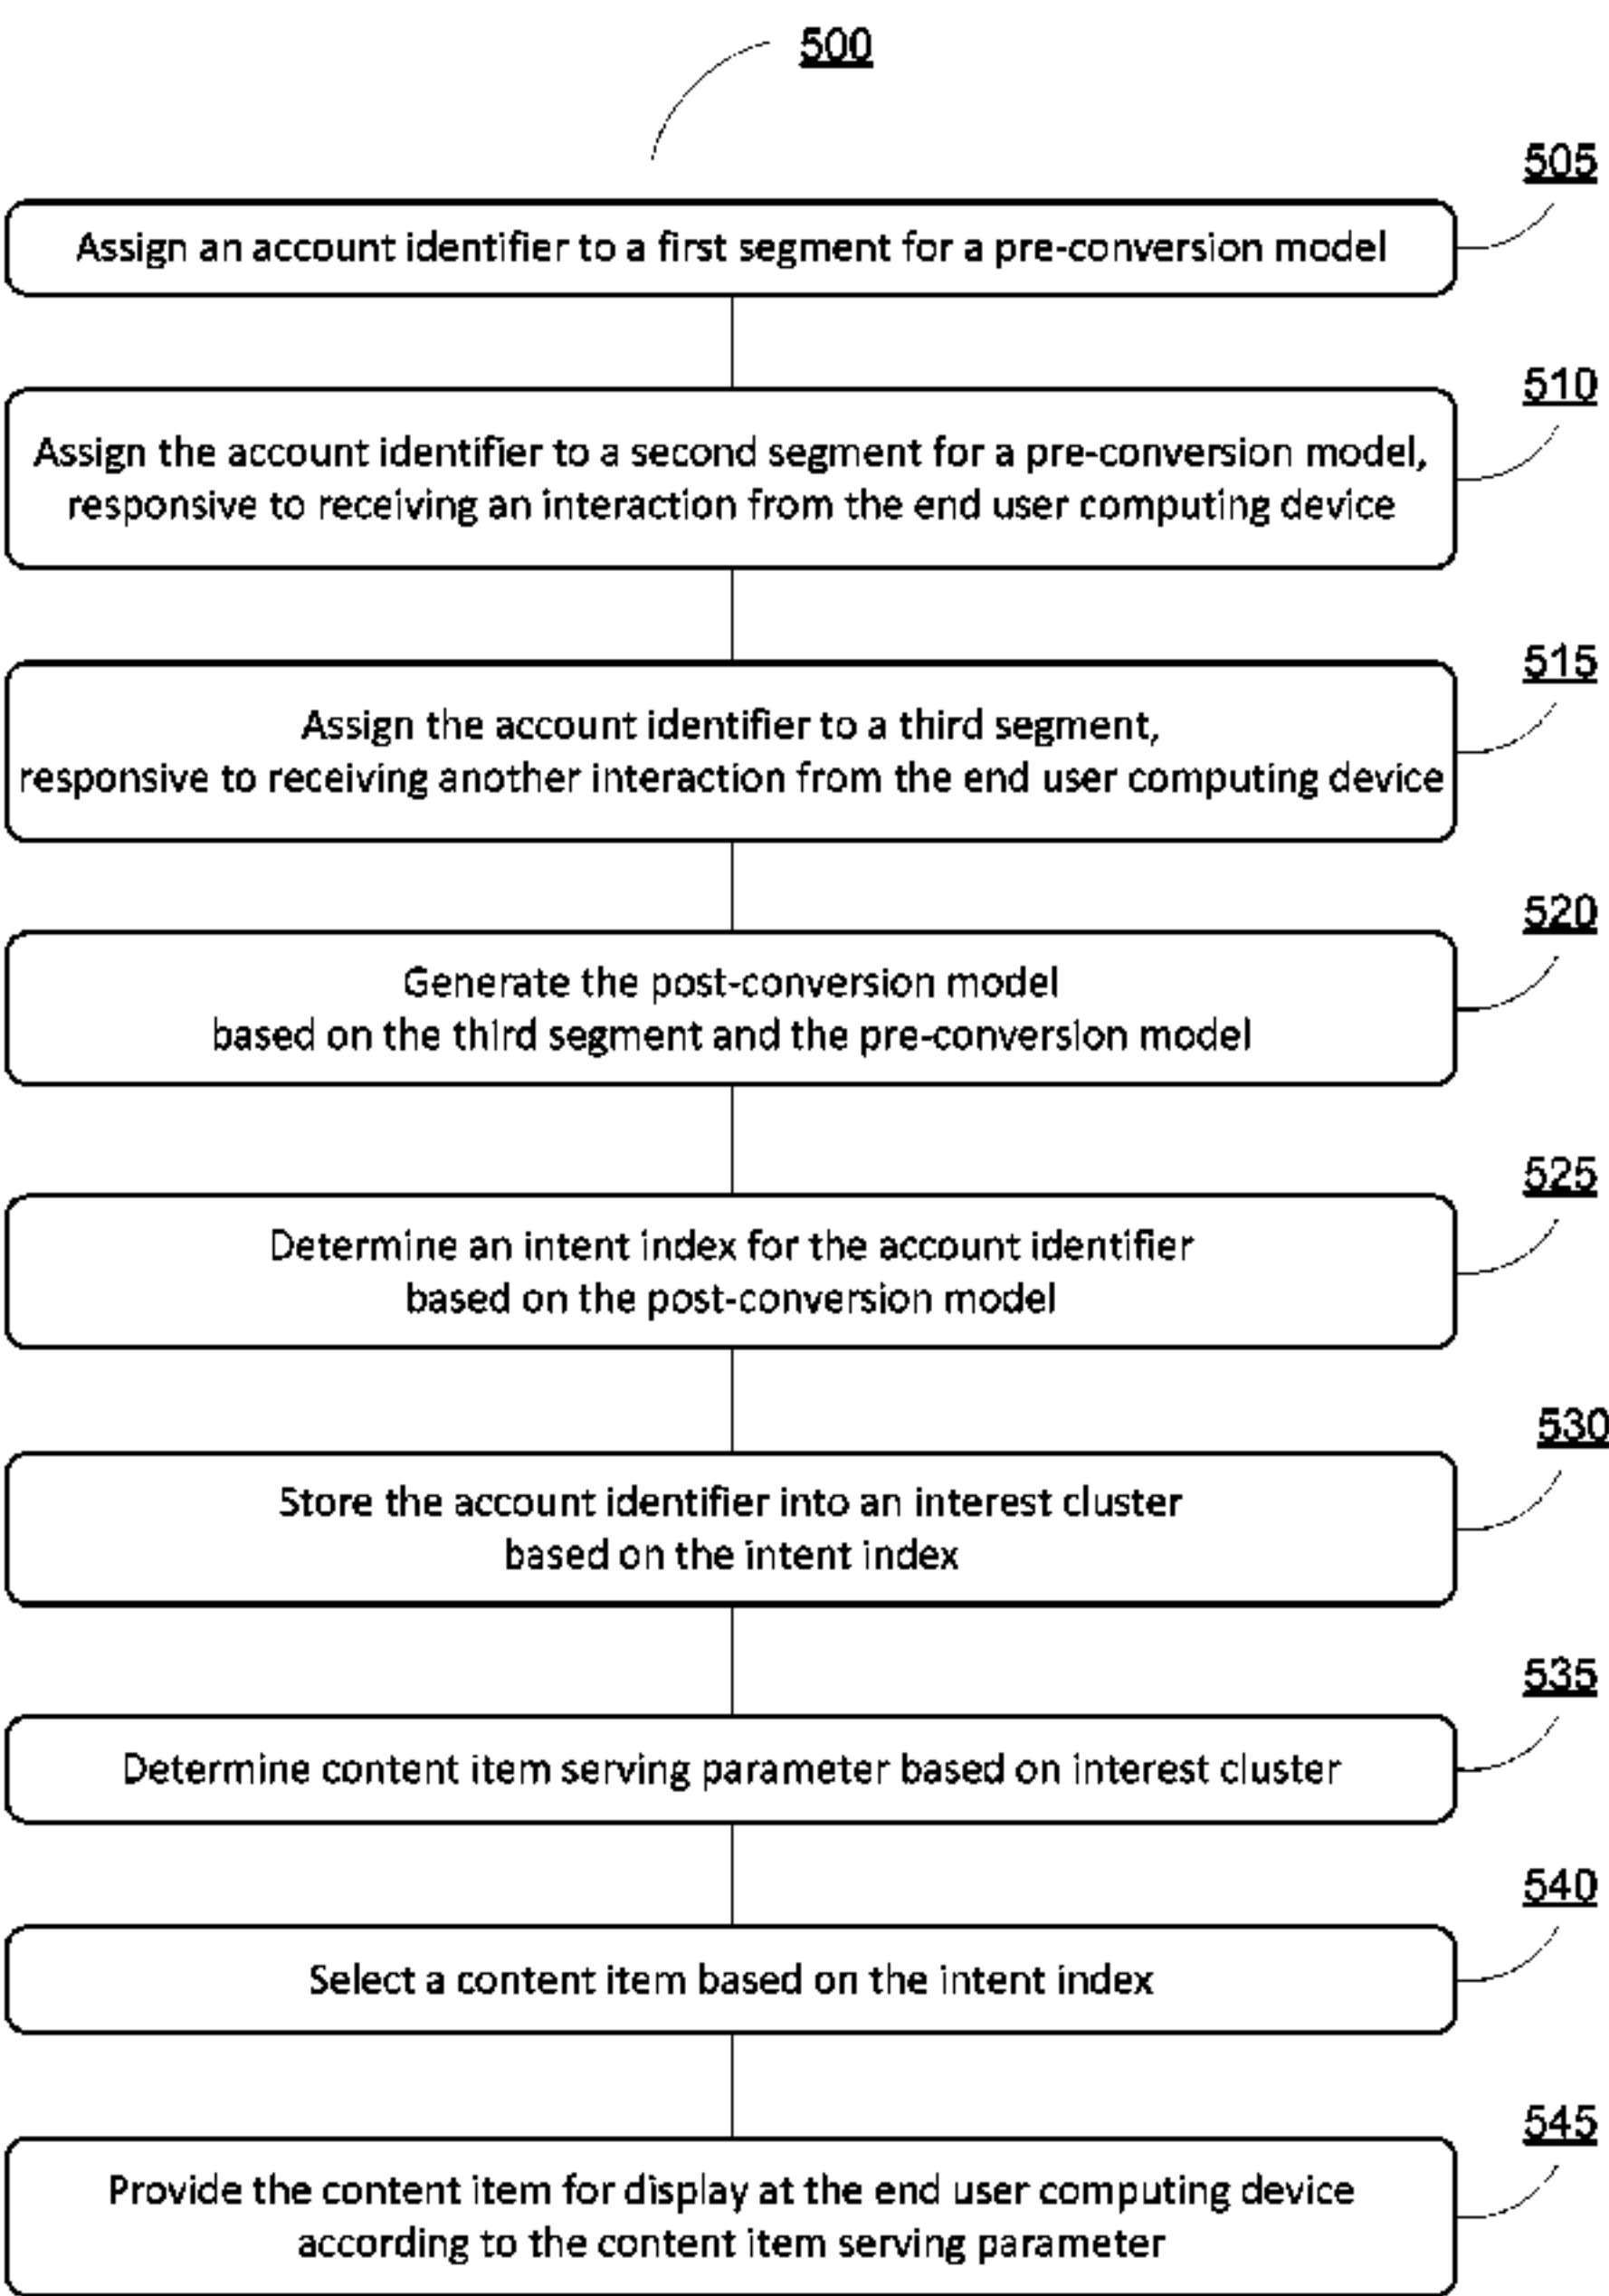 500
505
Assign an account identifier to a first segment for a pre-conversion model
510
Assign the account identifier to a second segment for a pre-conversion model,
responsive to receiving an interaction from the end user computing device
515
Assign the account identifier to a third segment,
responsive to receiving another interaction from the end user computing device
520
Generate the post-conversion model
based on the third segment and the pre-conversion model
525
Determine an intent index for the account identifier
based on the post-conversion model
530
Store the account identifier into an interest cluster
based on the intent index
535
Determine content item serving parameter based on interest cluster
540
Select a content item based on the intent index
545
Provide the content item for display at the end user computing device
according to the content item serving parameter